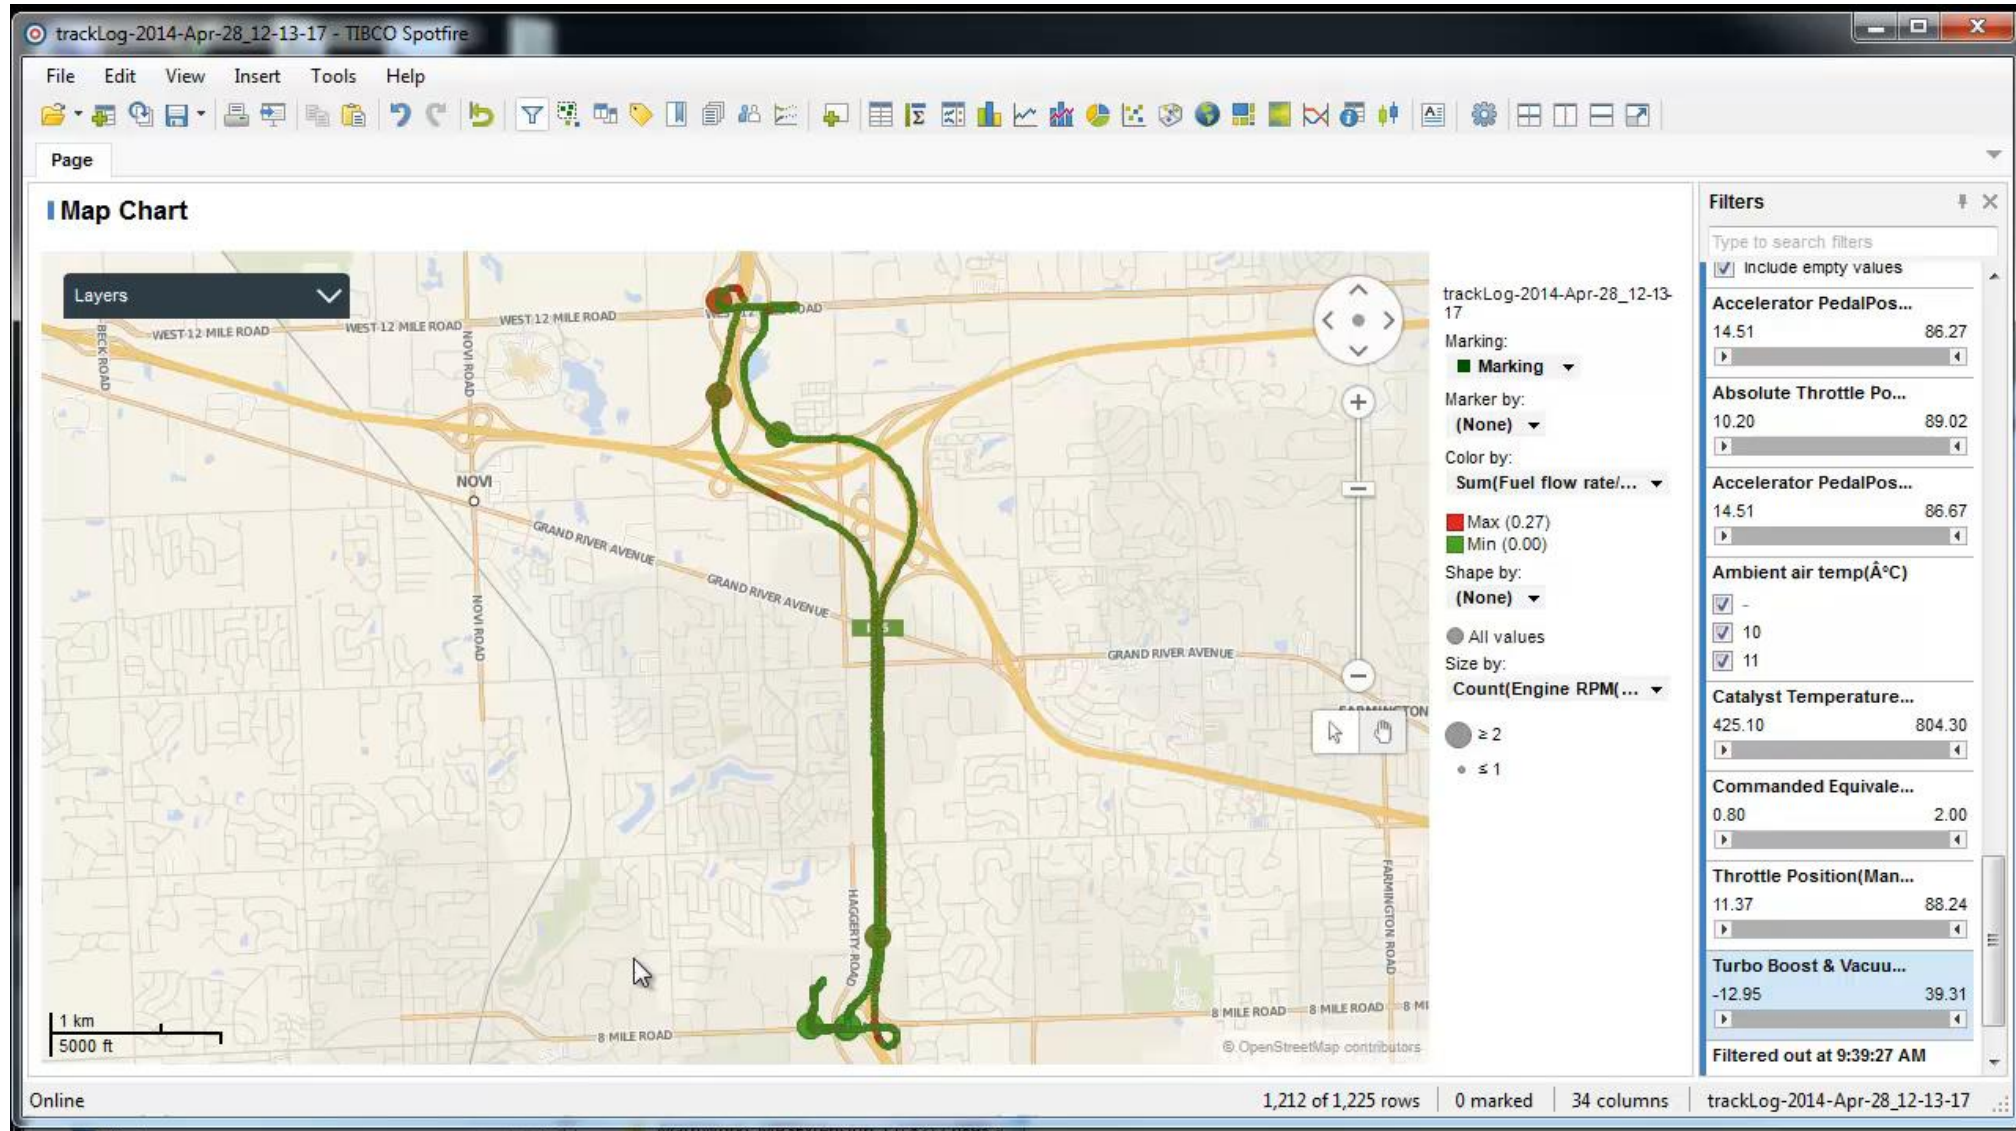 trackLog-2014-Apr-28_12-13-17 - TIBCO Spotfire
File Edit View Insert Tools Help
Page
Map Chart
Layers
BECK ROAD
WEST 12 MILE ROAD
WEST 12 MILE ROAD
WEST 12 MILE ROAD
NOVI ROAD
NOVI
GRAND RIVER AVENUE
GRAND RIVER AVENUE
NOVI ROAD
GRAND RIVER AVENUE
FARMINGTON
HAGGERTY ROAD
FARMINGTON ROAD
8 MILE ROAD
8 MILE ROAD
8 MILE ROAD
8 MI
1 km
5000 ft
© OpenStreetMap contributors
trackLog-2014-Apr-28_12-13-
17
Marking:
Marking
Marker by:
(None)
Color by:
Sum(Fuel flow rate/...
Max (0.27)
Min (0.00)
Shape by:
(None)
All values
Size by:
Count(Engine RPM(...
≥ 2
≤ 1
Filters
Type to search filters
Include empty values
Accelerator PedalPos...
14.51 86.27
Absolute Throttle Po...
10.20 89.02
Accelerator PedalPos...
14.51 86.67
Ambient air temp(Â°C)
-
10
11
Catalyst Temperature...
425.10 804.30
Commanded Equivale...
0.80 2.00
Throttle Position(Man...
11.37 88.24
Turbo Boost & Vacuu...
-12.95 39.31
Filtered out at 9:39:27 AM
Online 1,212 of 1,225 rows 0 marked 34 columns trackLog-2014-Apr-28_12-13-17